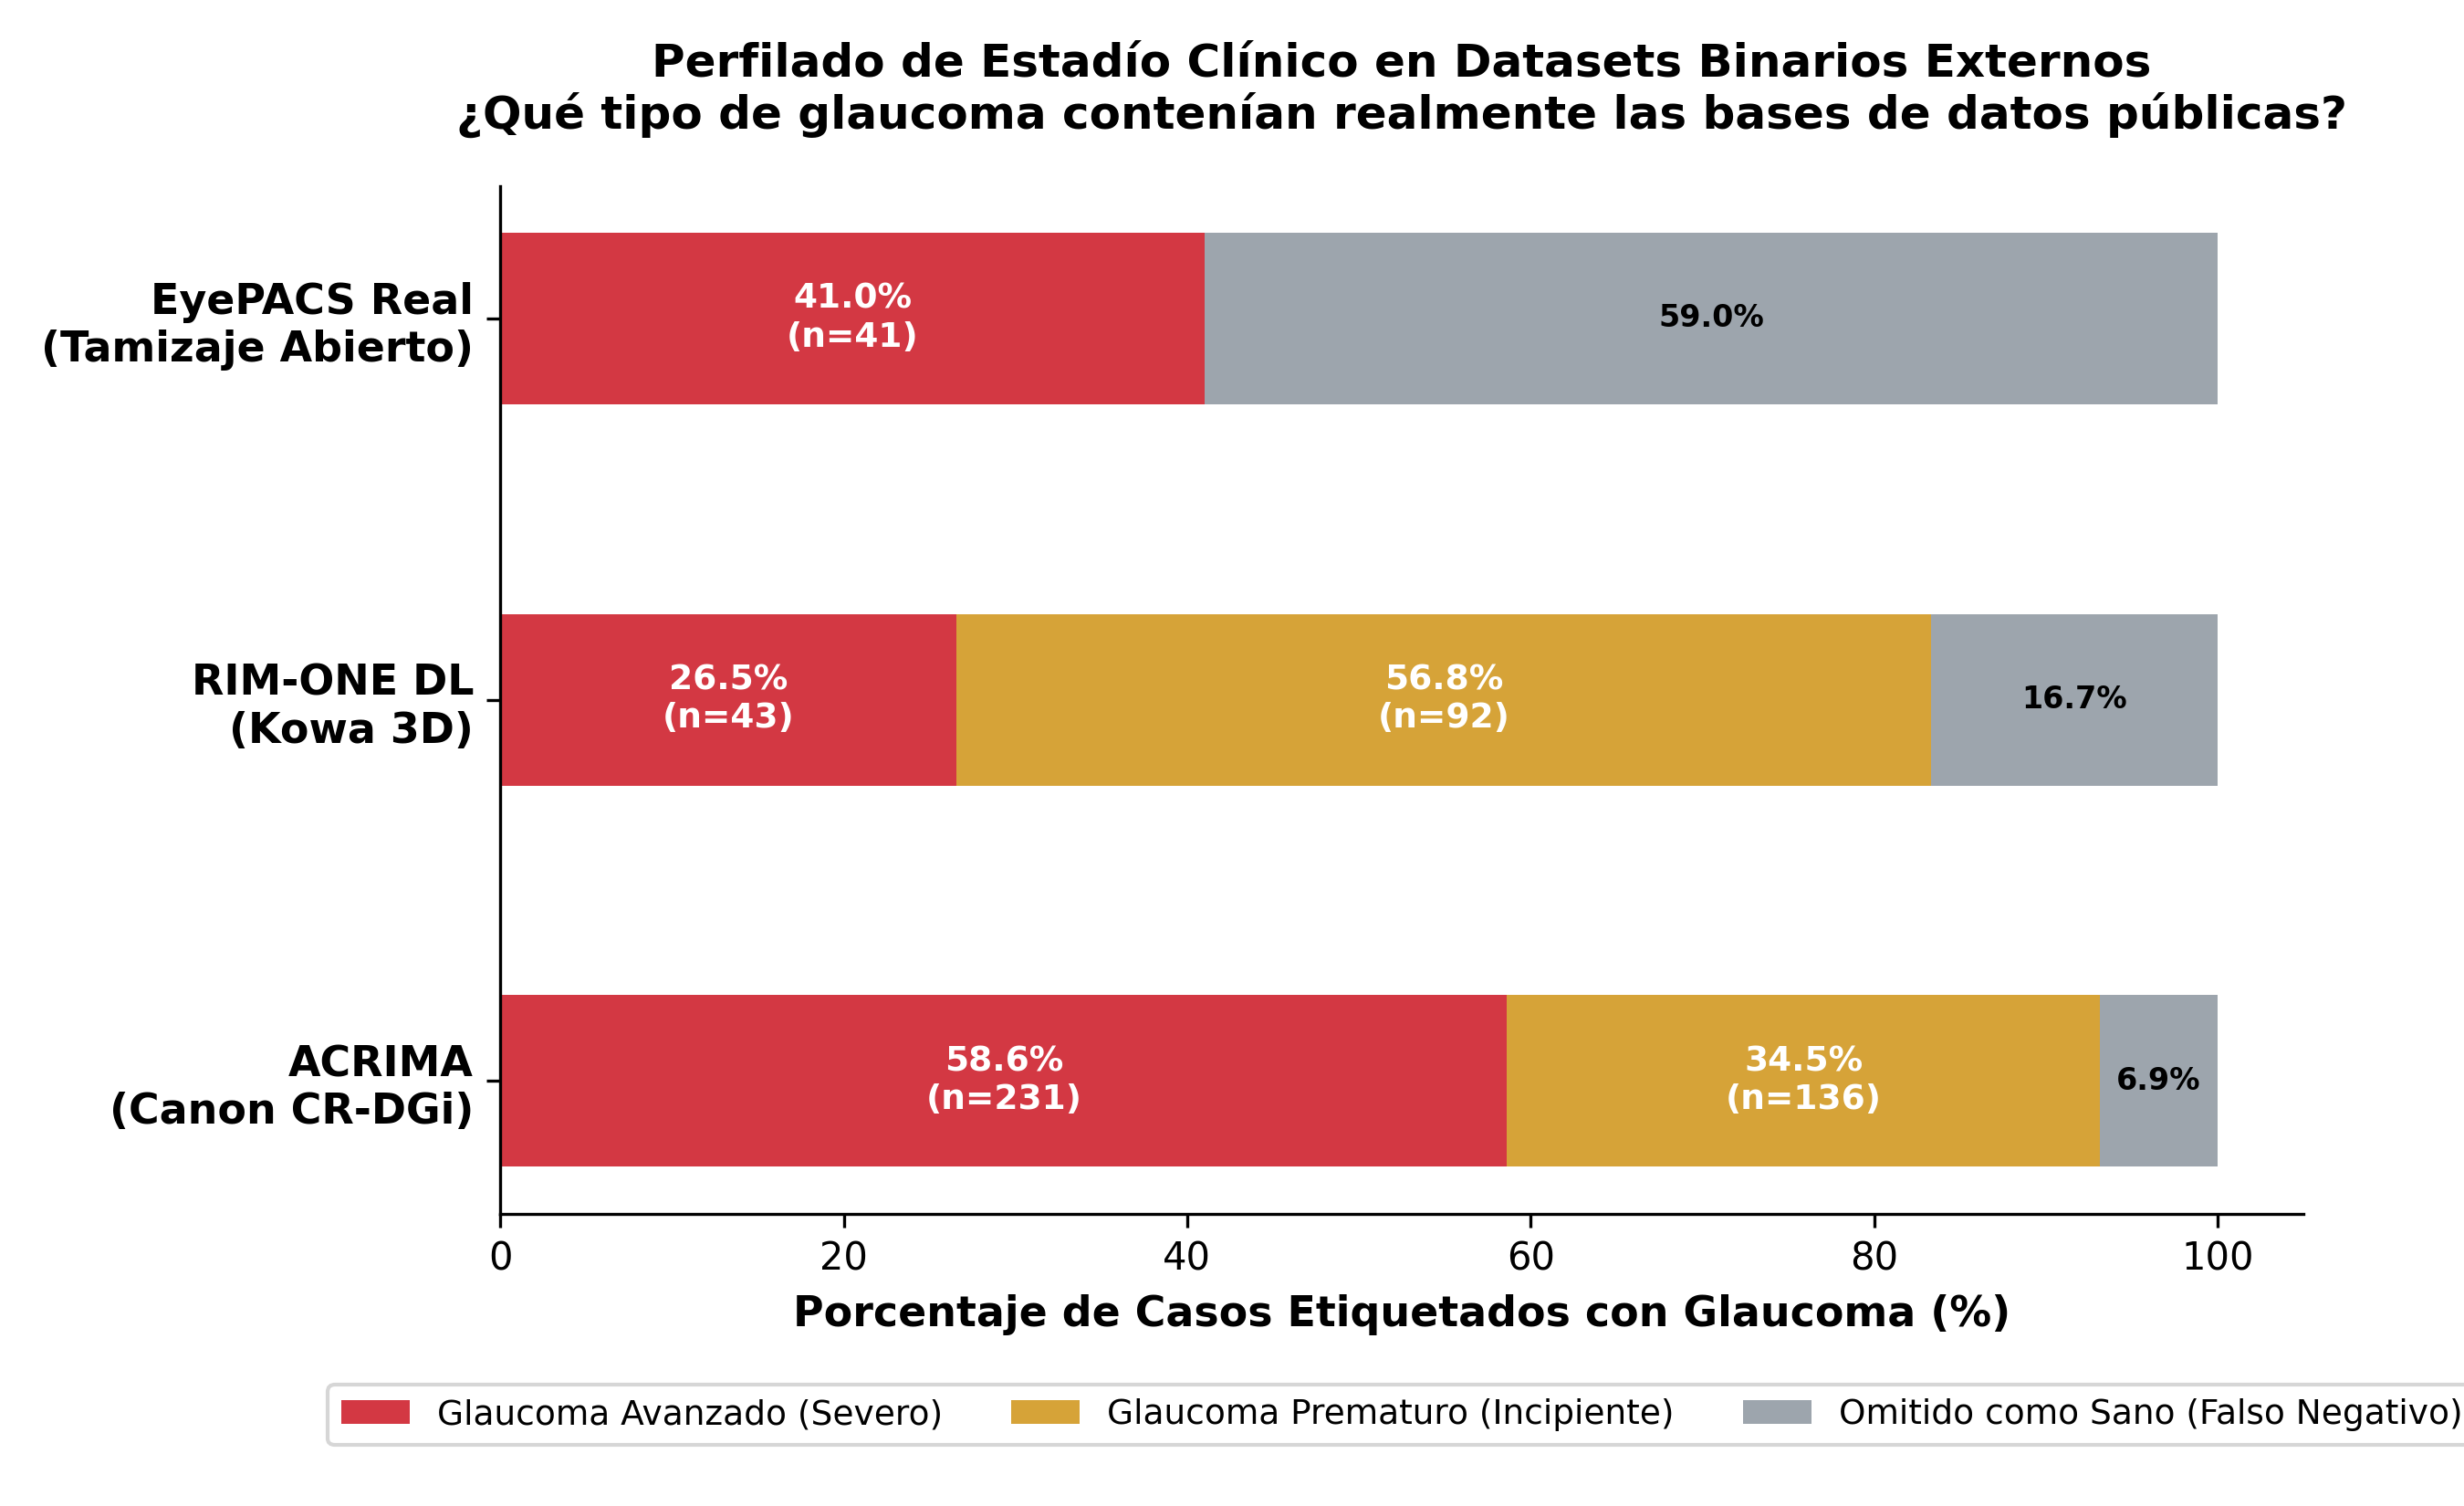 Perfilado de Estadío Clínico en Datasets Binarios Externos
¿Qué tipo de glaucoma contenían realmente las bases de datos públicas?
EyePACS Real
(Tamizaje Abierto)
41.0%
(n=41)
59.0%
RIM-ONE DL
(Kowa 3D)
26.5%
(n=43)
56.8%
(n=92)
16.7%
ACRIMA
(Canon CR-DGi)
58.6%
(n=231)
34.5%
(n=136)
6.9%
0 20 40 60 80 100
Porcentaje de Casos Etiquetados con Glaucoma (%)
Glaucoma Avanzado (Severo) Glaucoma Prematuro (Incipiente) Omitido como Sano (Falso Negativo)